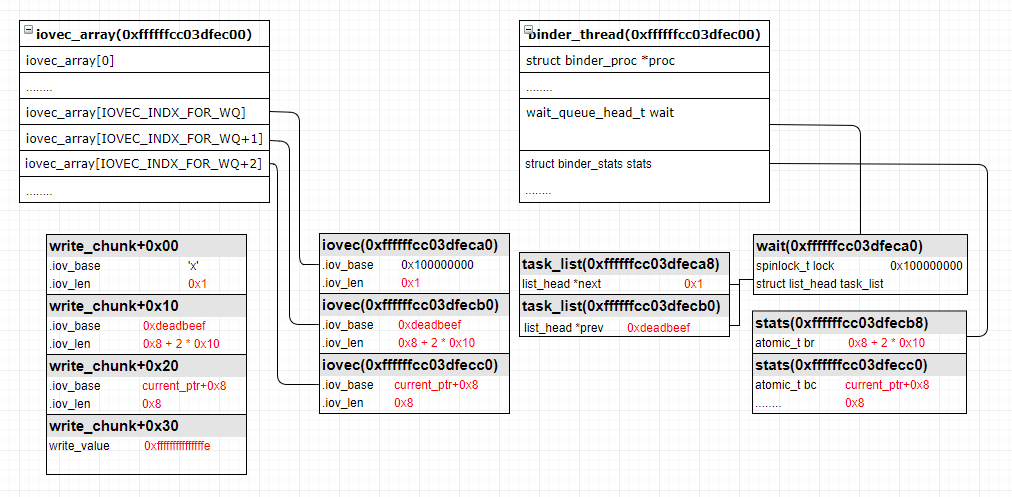 iovec_array(0xffffffcc03dfec00)
iovec_array[0]
........
iovec_array[IOVEC_INDX_FOR_WQ]
iovec_array[IOVEC_INDX_FOR_WQ+1]
iovec_array[IOVEC_INDX_FOR_WQ+2]
........
binder_thread(0xffffffcc03dfec00)
struct binder_proc *proc
........
wait_queue_head_t wait
struct binder_stats stats
........
write_chunk+0x00
.iov_base 'x'
.iov_len 0x1
write_chunk+0x10
.iov_base 0xdeadbeef
.iov_len 0x8 + 2 * 0x10
write_chunk+0x20
.iov_base current_ptr+0x8
.iov_len 0x8
write_chunk+0x30
write_value 0xffffffffffffffe
iovec(0xffffffcc03dfeca0)
.iov_base 0x100000000
.iov_len 0x1
iovec(0xffffffcc03dfecb0)
.iov_base 0xdeadbeef
.iov_len 0x8 + 2 * 0x10
iovec(0xffffffcc03dfecc0)
.iov_base current_ptr+0x8
.iov_len 0x8
task_list(0xffffffcc03dfeca8)
list_head *next 0x1
task_list(0xffffffcc03dfecb0)
list_head *prev 0xdeadbeef
wait(0xffffffcc03dfeca0)
spinlock_t lock 0x100000000
struct list_head task_list
stats(0xffffffcc03dfecb8)
atomic_t br 0x8 + 2 * 0x10
stats(0xffffffcc03dfecc0)
atomic_t bc current_ptr+0x8
........ 0x8